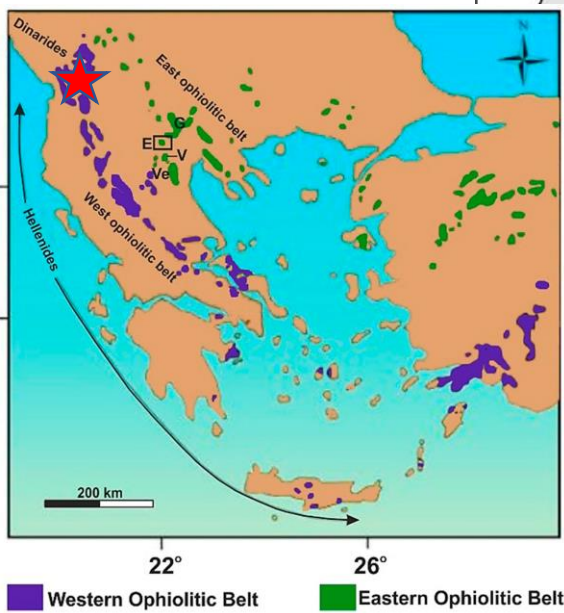 N
Dinarides
East ophiolitic belt
G
E
V
Ve
West ophiolitic belt
Hellenides
200 km
22°
26°
Western Ophiolitic Belt
Eastern Ophiolitic Belt